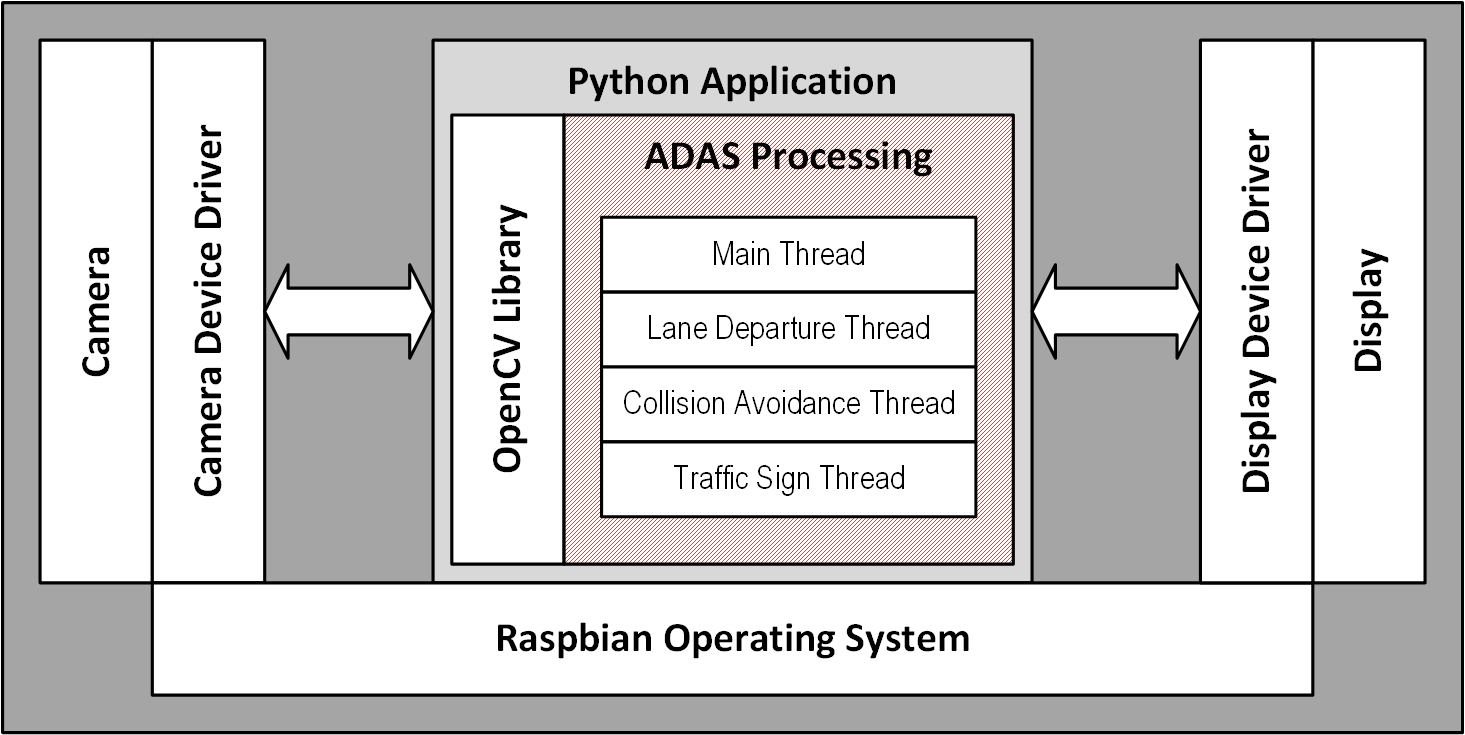 Camera
Camera Device Driver
Python Application
OpenCV Library
ADAS Processing
Main Thread
Lane Departure Thread
Collision Avoidance Thread
Traffic Sign Thread
Display Device Driver
Display
Raspbian Operating System